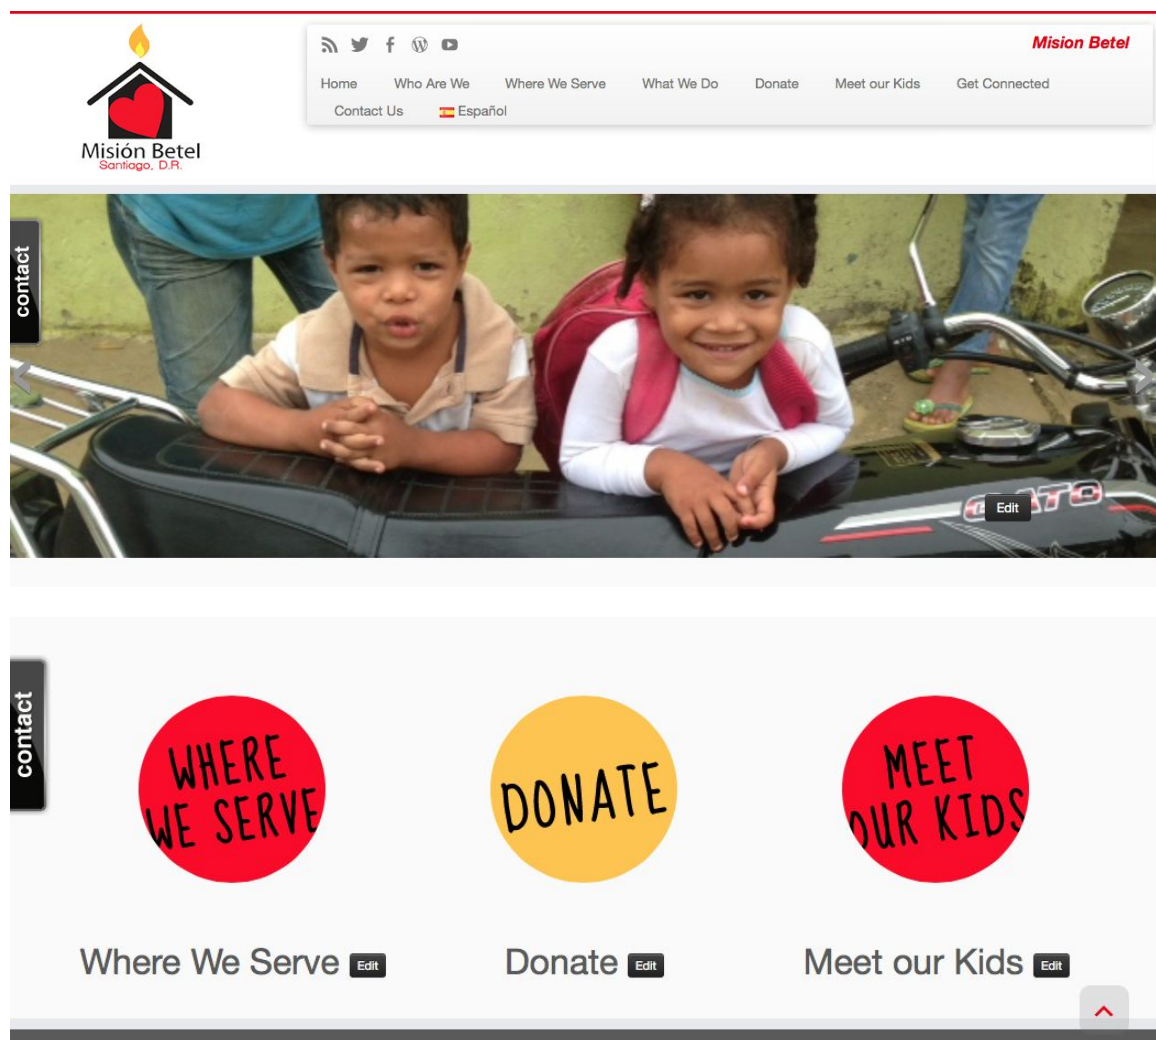 Misión Betel
Santiago, D.R.
Mision Betel
Home Who Are We Where We Serve What We Do Donate Meet our Kids Get Connected
Contact Us Español
contact
GATO
Edit
contact
WHERE
WE SERVE
DONATE
MEET
OUR KIDS
Where We Serve Edit
Donate Edit
Meet our Kids Edit